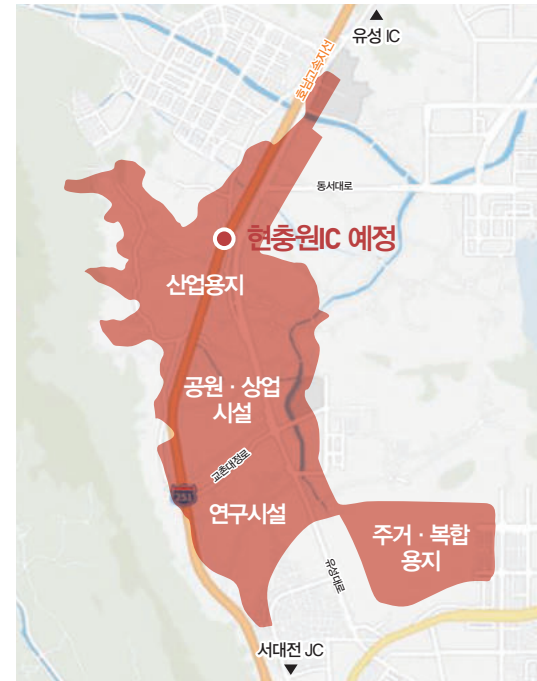 ▲
유성 IC
호남고속지선
동서대로
현충원IC 예정
산업용지
공원 · 상업
시설
교촌대정로
251
연구시설
주거 · 복합
용지
유성대로
서대전 JC
▼